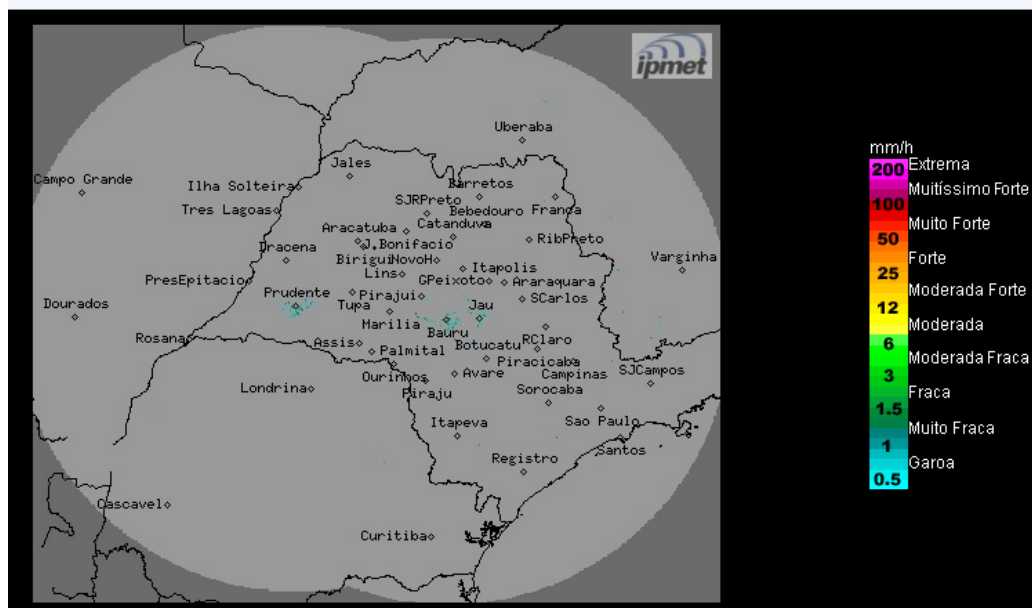 ipmet
Uberaba
Jales
Campo Grande
Ilha Solteira
Barretos
SJRPreto
Tres Lagoas
Bebedouro
Franca
Catanduva
Aracatuba
RibPreto
J.Bonifacio
Dracena
Varginha
Birigui
NovoH
Itapolis
Lins
PresEpitacio
GPeixoto
Araraquara
Prudente
Pirajui
SCarlos
Dourados
Tupa
Jau
Marilia
Bauru
Rosana
Assis
Botucatu
RClaro
Palmital
Piracicaba
Ourinhos
Avare
Campinas
SJCampos
Londrina
Piraju
Sorocaba
Itapeva
Sao Paulo
Santos
Registro
Cascavel
Curitiba
mm/h
200 Extrema
Muitíssimo Forte
100
Muito Forte
50
Forte
25
Moderada Forte
12
Moderada
6
Moderada Fraca
3
Fraca
1.5
Muito Fraca
1
Garoa
0.5